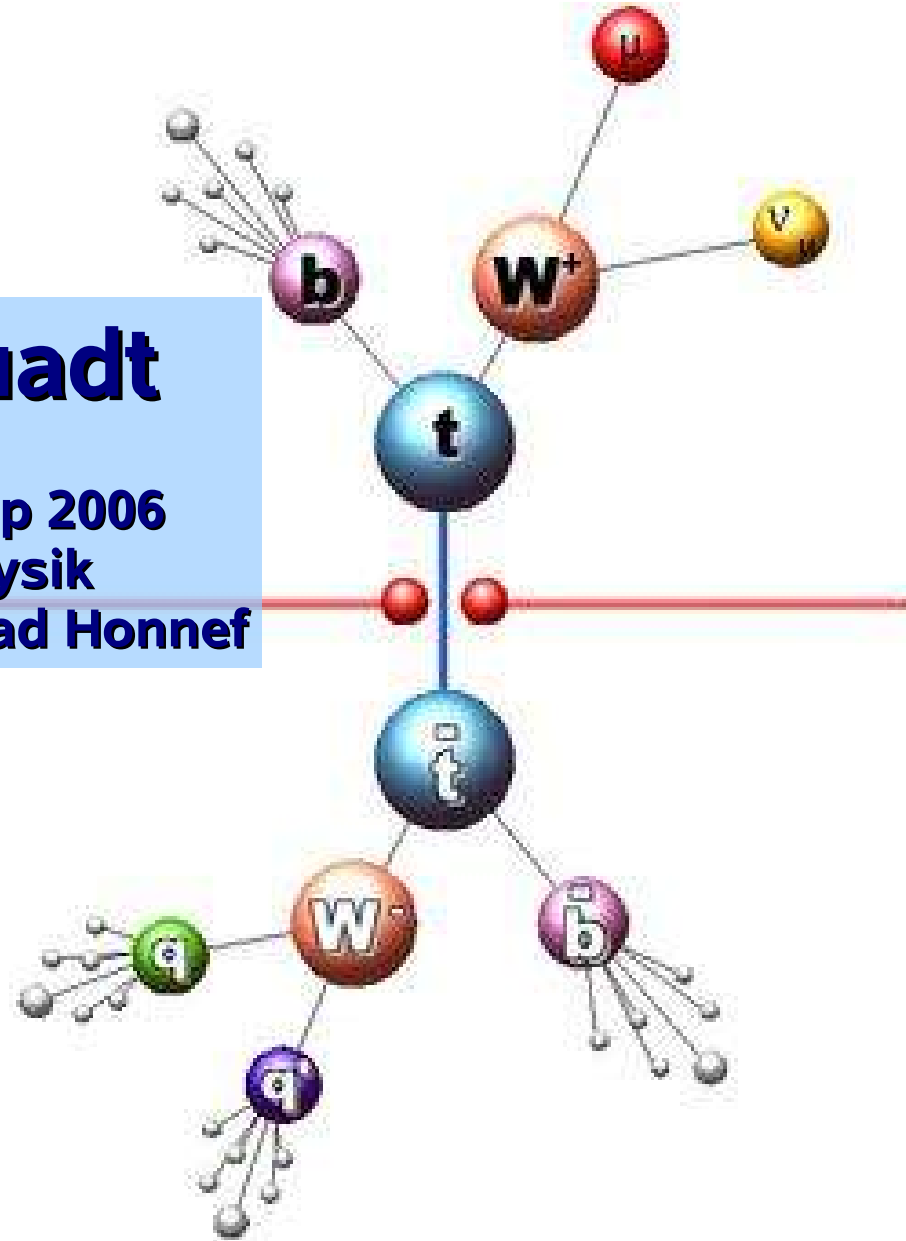 μ
ν μ
b
W+
t
uadt
p 2006
ysik
ad Honnef
t̄
W-
b̄
q
q'